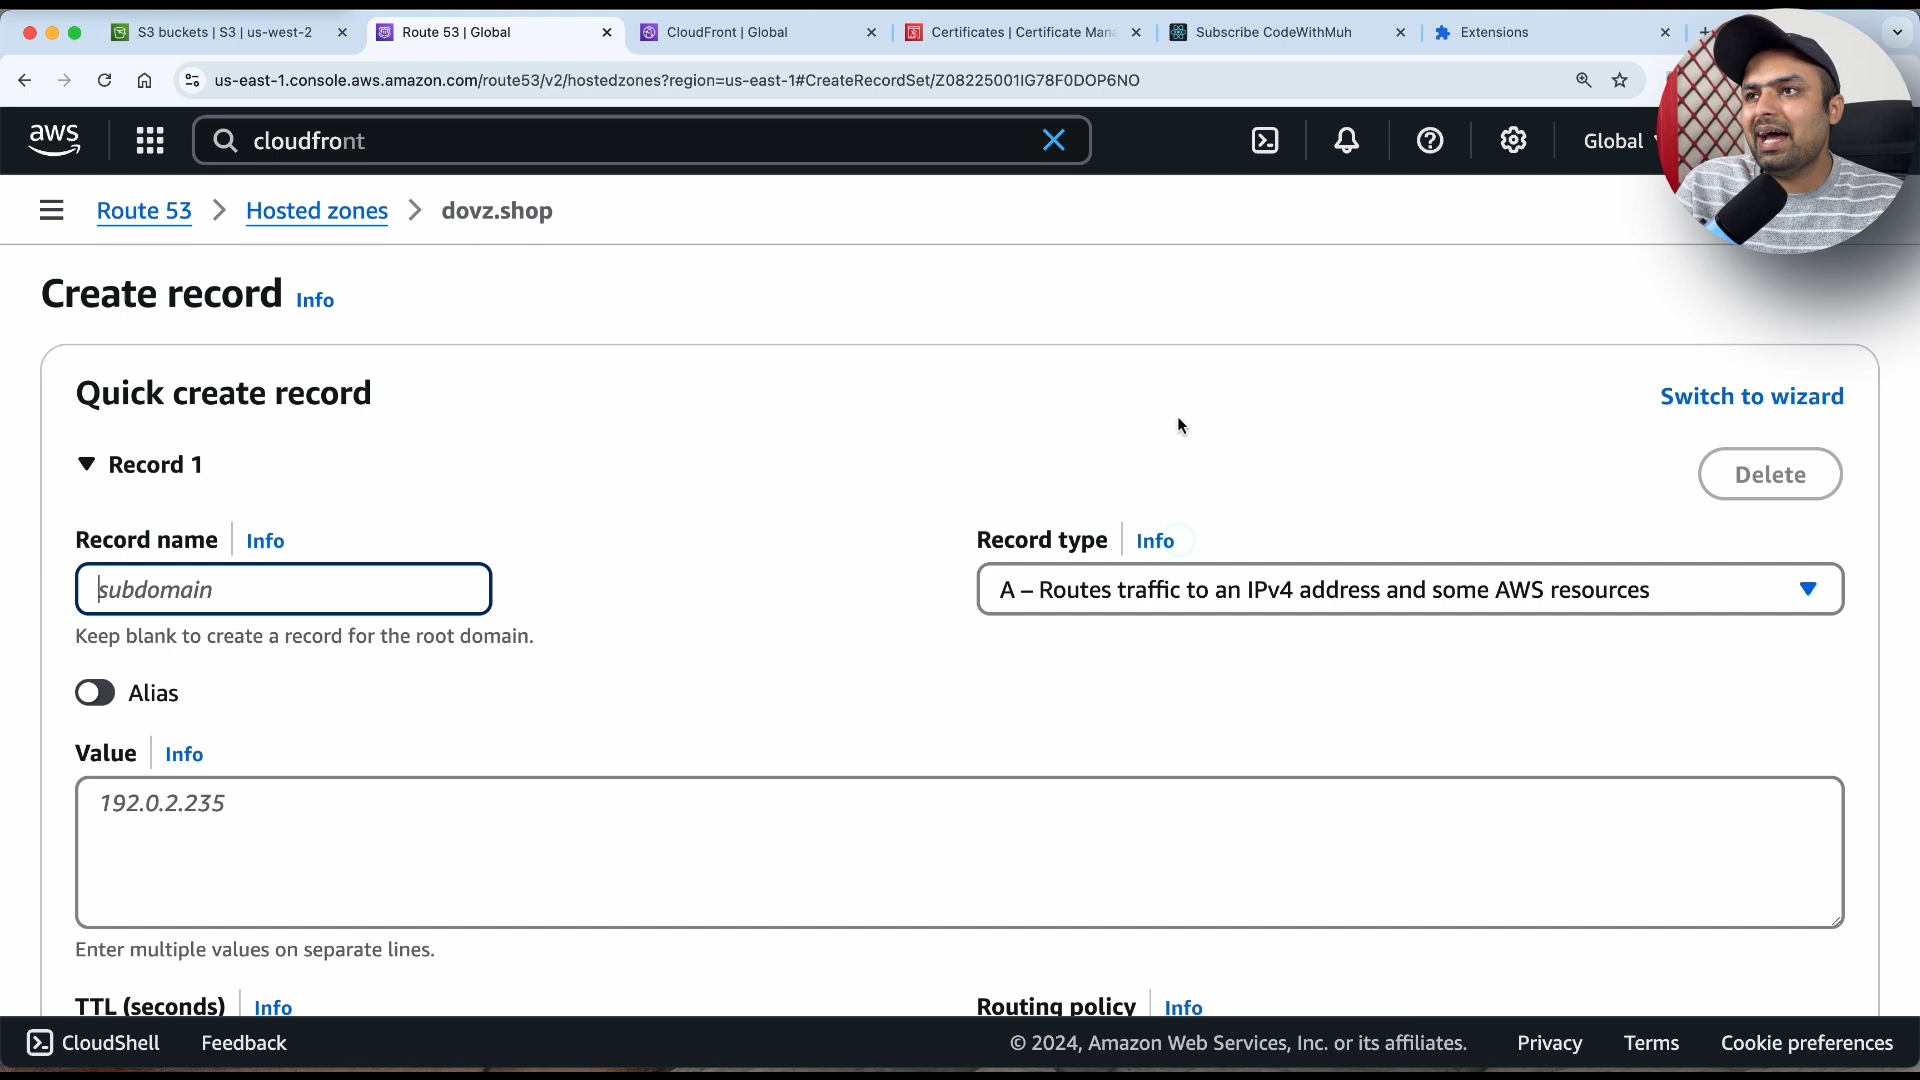 S3 buckets | S3 | us-west-2
Route 53 | Global
CloudFront | Global
Certificates | Certificate Mana
Subscribe CodeWithMuh
Extensions
us-east-1.console.aws.amazon.com/route53/v2/hostedzones?region=us-east-1#CreateRecordSet/Z08225001IG78F0DOP6NO
aws
cloudfront
Global
Route 53
Hosted zones
dovz.shop
Create record
Info
Quick create record
Switch to wizard
Record 1
Delete
Record name
Info
Record type
Info
subdomain
A – Routes traffic to an IPv4 address and some AWS resources
Keep blank to create a record for the root domain.
Alias
Value
Info
192.0.2.235
Enter multiple values on separate lines.
TTL (seconds)
Info
Routing policy
Info
CloudShell
Feedback
© 2024, Amazon Web Services, Inc. or its affiliates.
Privacy
Terms
Cookie preferences